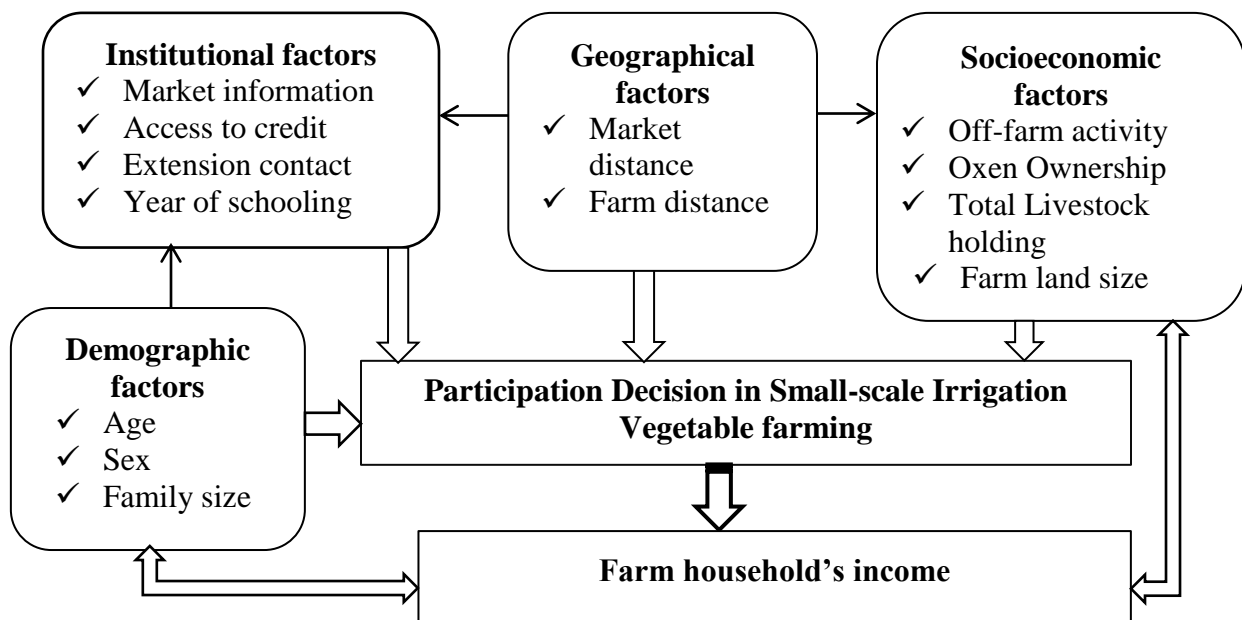 Institutional factors
✓ Market information
✓ Access to credit
✓ Extension contact
✓ Year of schooling
Geographical
factors
✓ Market
distance
✓ Farm distance
Socioeconomic
factors
✓ Off-farm activity
✓ Oxen Ownership
✓ Total Livestock
holding
✓ Farm land size
Demographic
factors
✓ Age
✓ Sex
✓ Family size
Participation Decision in Small-scale Irrigation
Vegetable farming
Farm household’s income